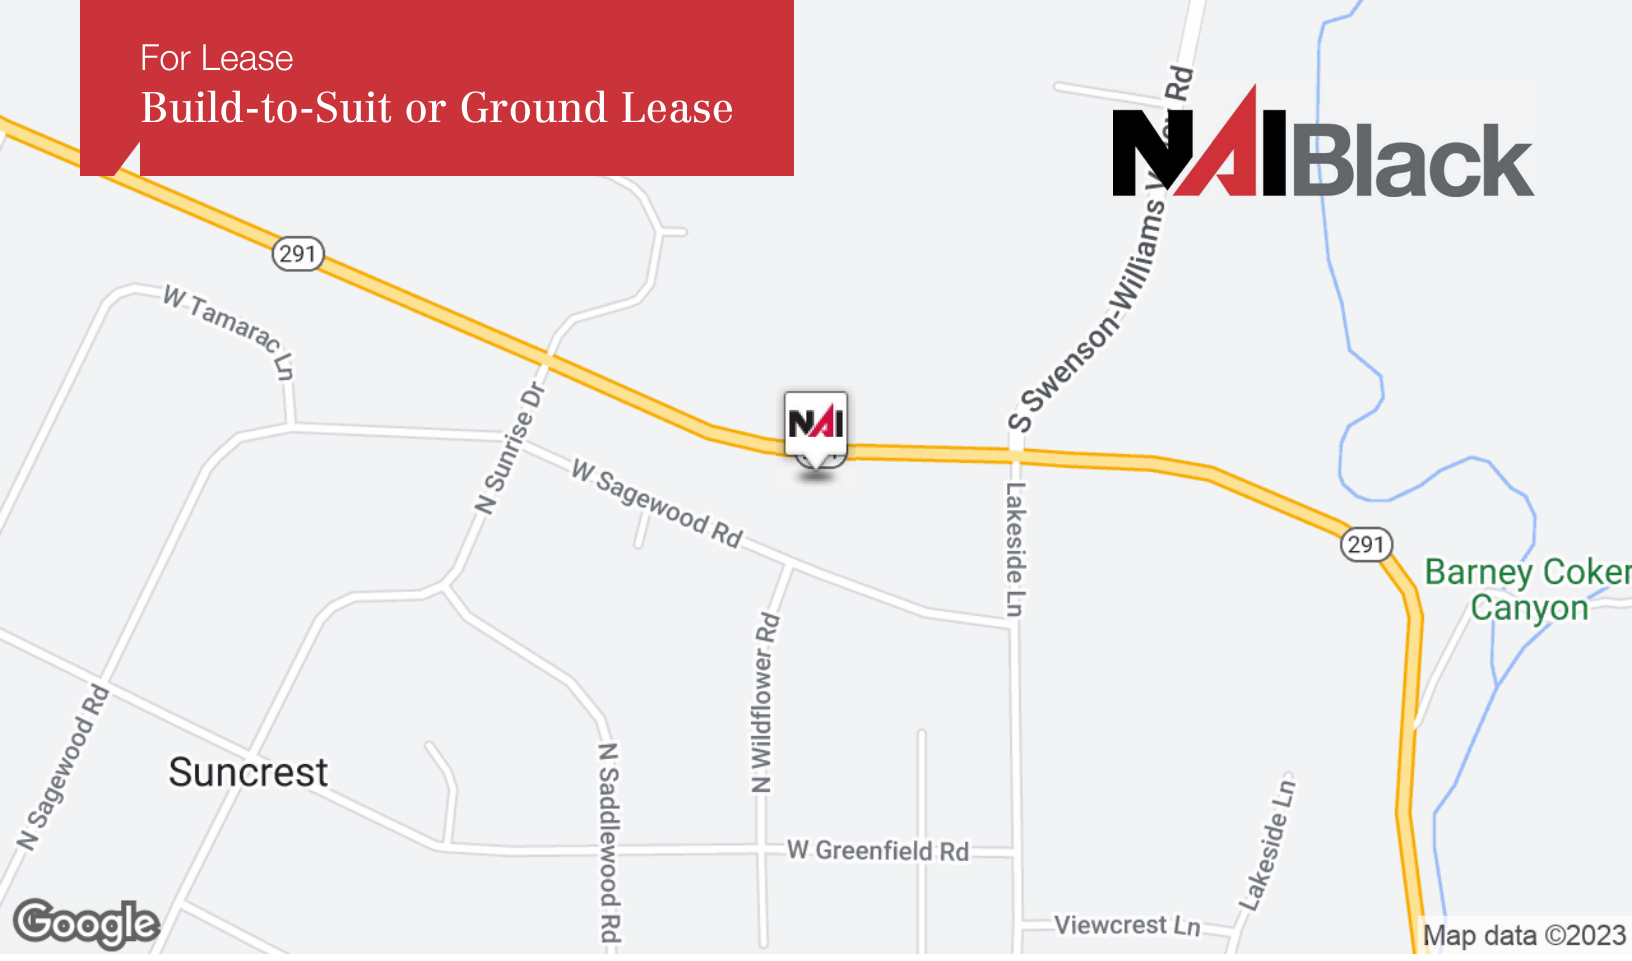 For Lease
Build-to-Suit or Ground Lease
NAI Black
291
W Tamarac Ln
N Sunrise Dr
S Swenson-Williams Rd
NAI
W Sagewood Rd
Lakeside Ln
291
Barney Coker
Canyon
N Wildflower Rd
N Sagewood Rd
Suncrest
N Saddlewood Rd
W Greenfield Rd
Lakeside Ln
Viewcrest Ln
Google
Map data ©2023